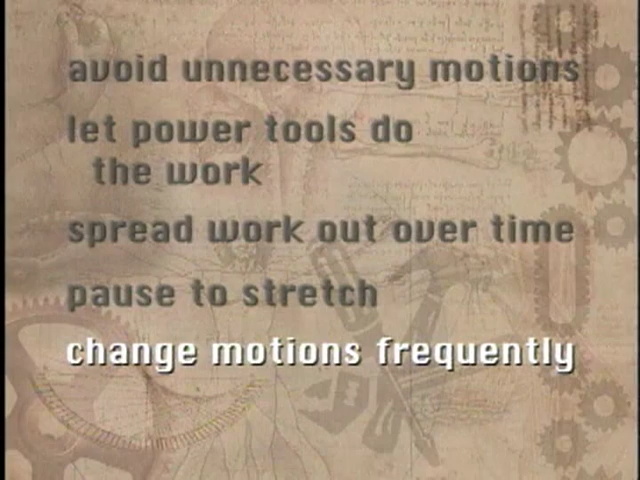 avoid unnecessary motions
let power tools do
the work
spread work out over time
pause to stretch
change motions frequently